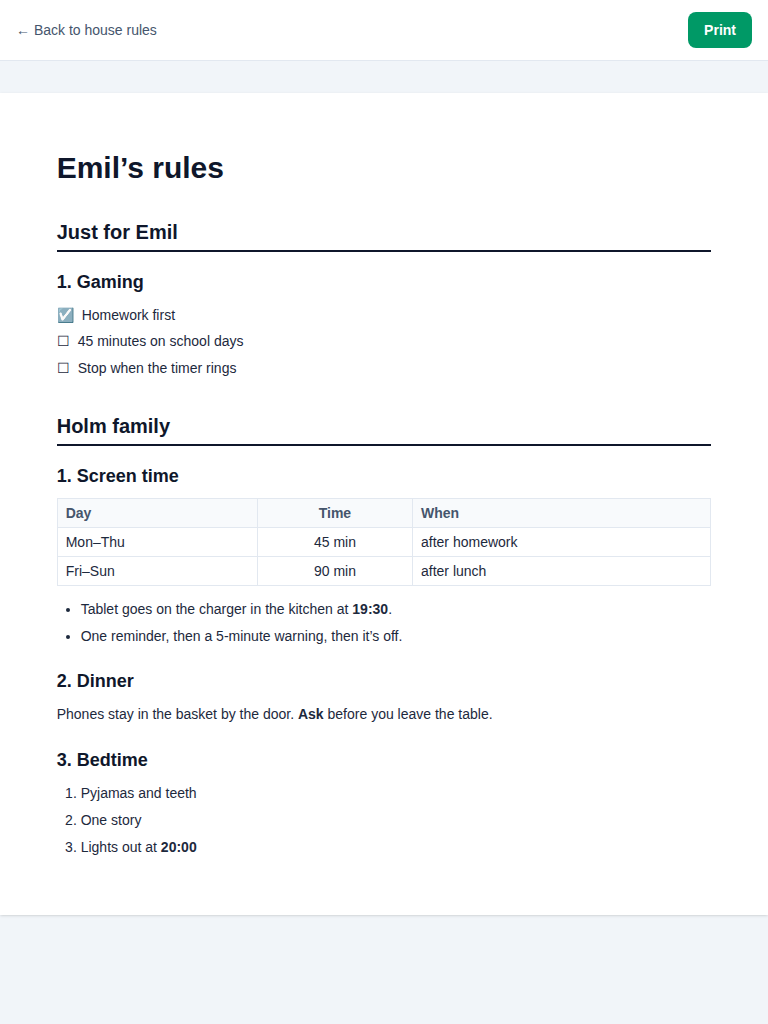 ← Back to house rules
Print
Emil’s rules
Just for Emil
1. Gaming
☑ Homework first
☐ 45 minutes on school days
☐ Stop when the timer rings
Holm family
1. Screen time
Day Time When
Mon–Thu 45 min after homework
Fri–Sun 90 min after lunch
• Tablet goes on the charger in the kitchen at 19:30.
• One reminder, then a 5-minute warning, then it’s off.
2. Dinner
Phones stay in the basket by the door. Ask before you leave the table.
3. Bedtime
1. Pyjamas and teeth
2. One story
3. Lights out at 20:00